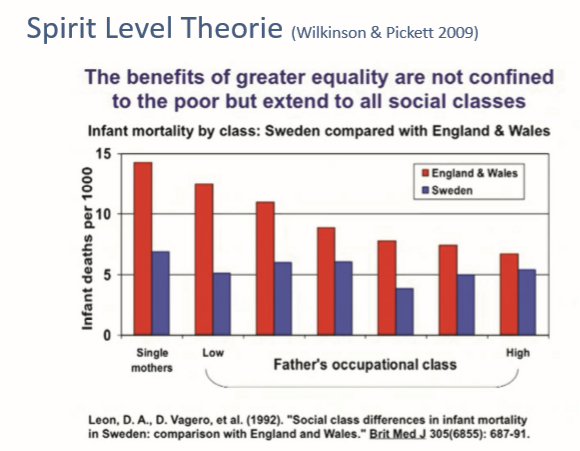 Spirit Level Theorie (Wilkinson & Pickett 2009)
The benefits of greater equality are not confined
to the poor but extend to all social classes
Infant mortality by class: Sweden compared with England & Wales
Infant deaths per 1000
15
10
5
0
England & Wales
Sweden
Single
mothers
Low
High
Father's occupational class
Leon, D. A., D. Vagero, et al. (1992). "Social class differences in infant mortality
in Sweden: comparison with England and Wales." Brit Med J 305(6855): 687-91.